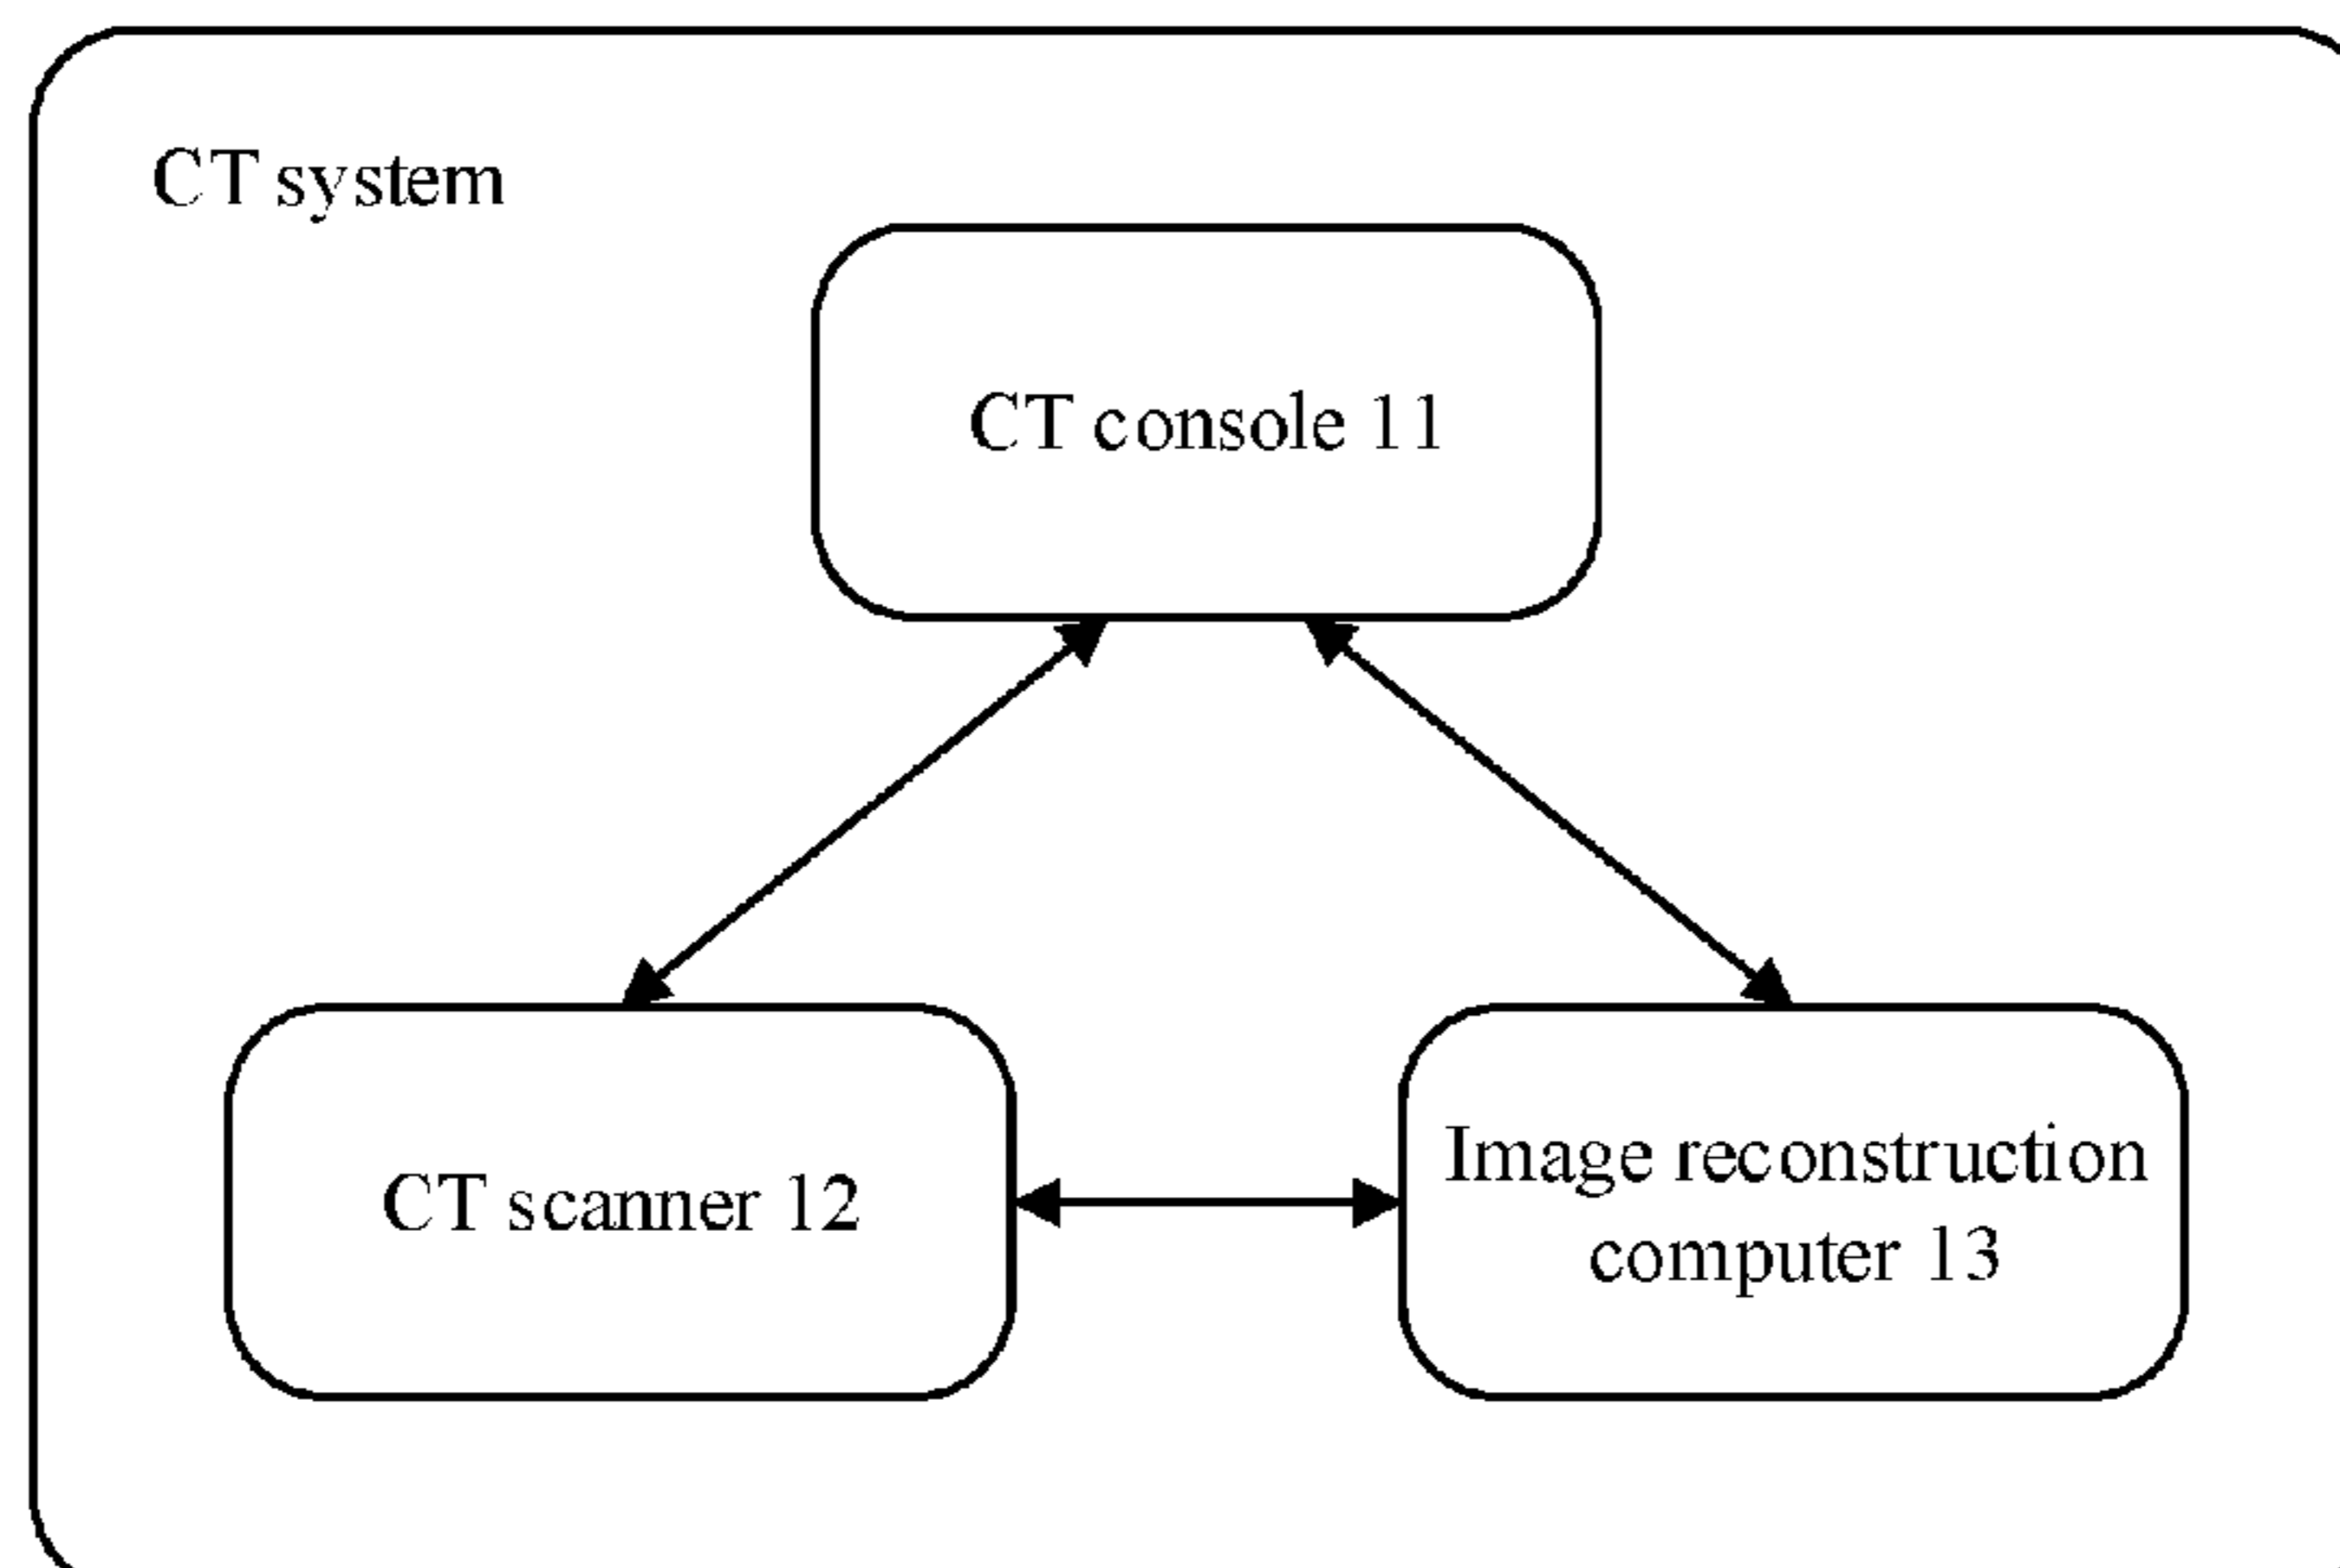 CT system
CT console 11
CT scanner 12
Image reconstruction
computer 13